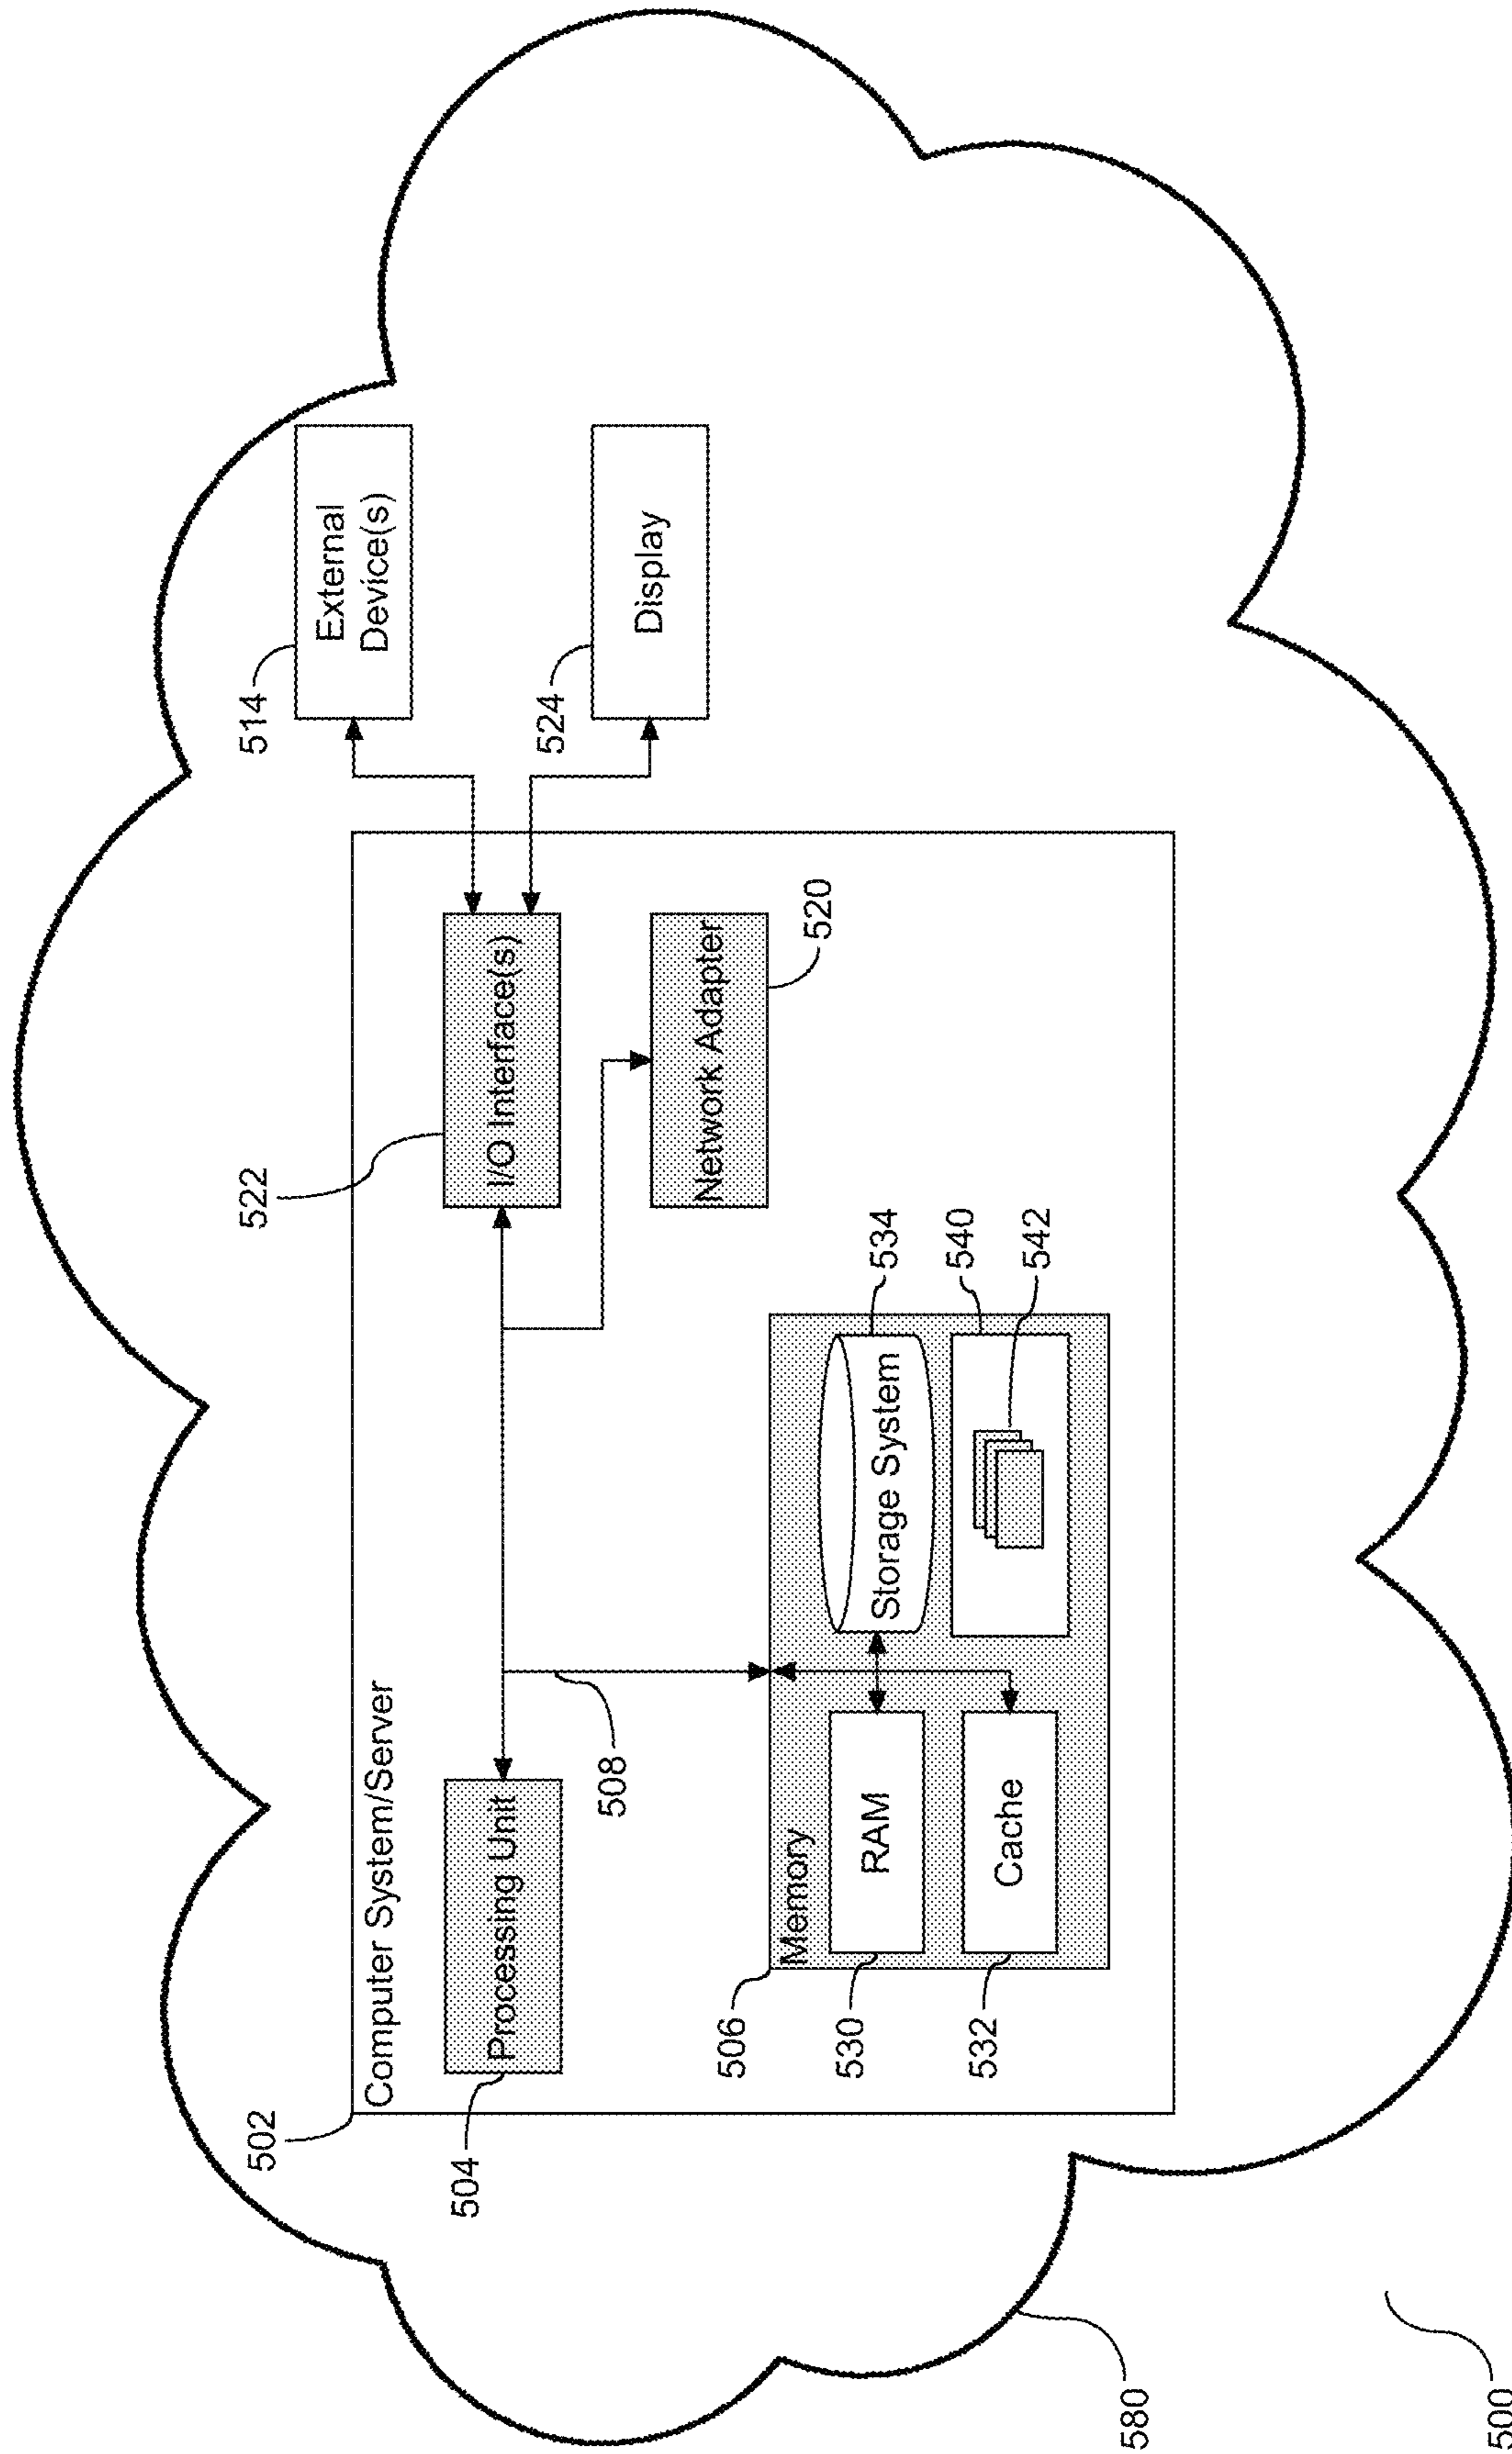 502
Computer System/Server
504
Processing Unit
508
522
I/O Interface(s)
514
External
Device(s)
524
Display
Network Adapter
520
506
Memory
530
RAM
532
Cache
Storage System
534
540
542
580
500